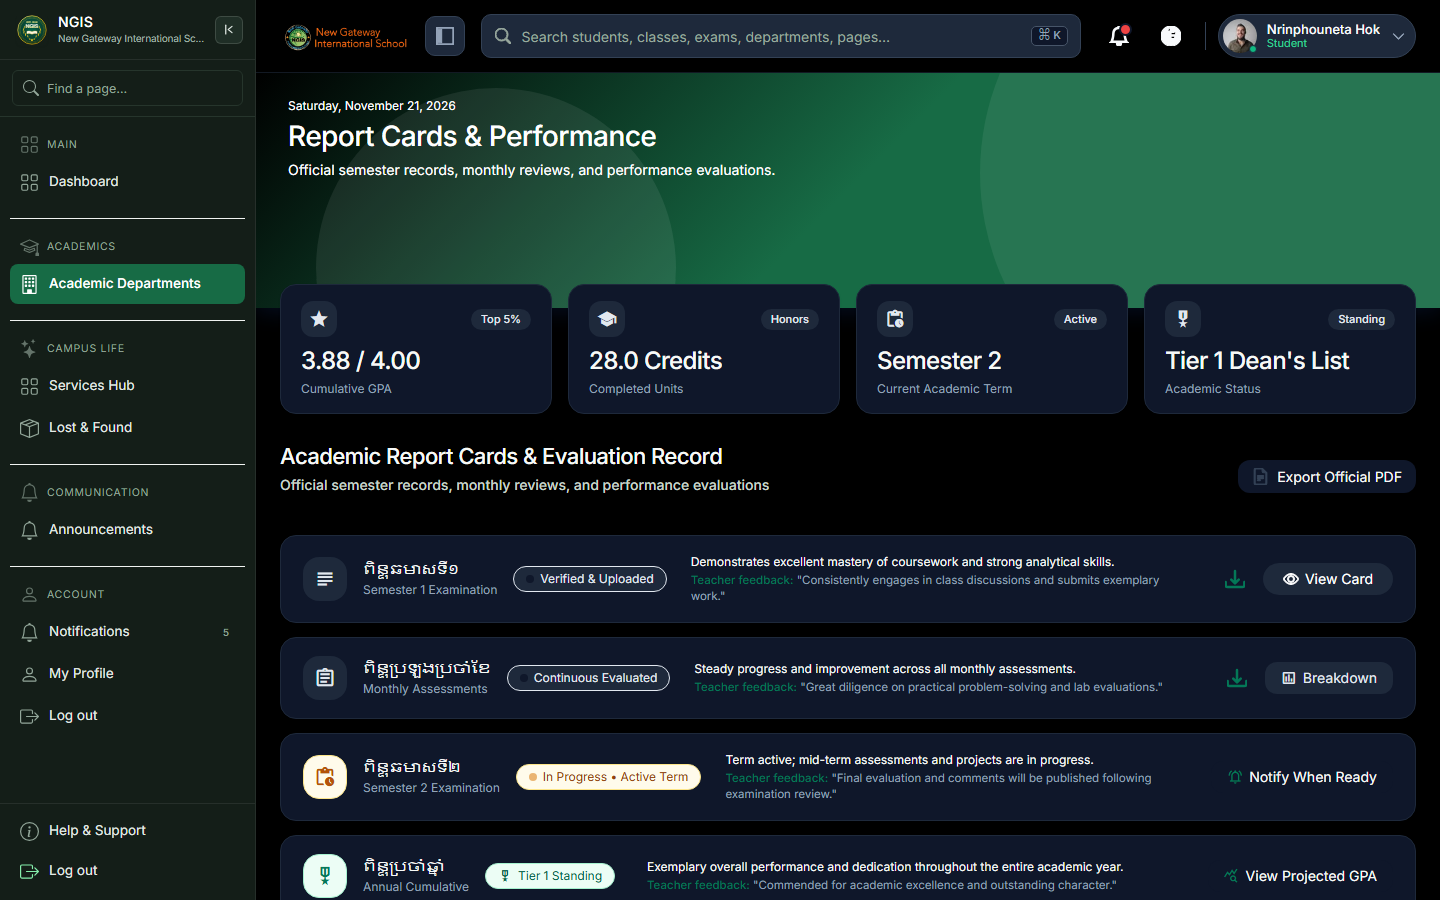 NGIS
New Gateway International Sc...
Find a page...
MAIN
Dashboard
ACADEMICS
Academic Departments
CAMPUS LIFE
Services Hub
Lost & Found
COMMUNICATION
Announcements
ACCOUNT
Notifications
5
My Profile
Log out
Help & Support
Log out
New Gateway
International School
Search students, classes, exams, departments, pages...
⌘ K
Nrinphouneta Hok
Student
Saturday, November 21, 2026
Report Cards & Performance
Official semester records, monthly reviews, and performance evaluations.
Top 5%
3.88 / 4.00
Cumulative GPA
Honors
28.0 Credits
Completed Units
Active
Semester 2
Current Academic Term
Standing
Tier 1 Dean's List
Academic Status
Academic Report Cards & Evaluation Record
Official semester records, monthly reviews, and performance evaluations
Export Official PDF
ពិន្ទុឆមាសទី១
Semester 1 Examination
Verified & Uploaded
Demonstrates excellent mastery of coursework and strong analytical skills.
Teacher feedback: "Consistently engages in class discussions and submits exemplary
work."
View Card
ពិន្ទុប្រឡងប្រចាំខែ
Monthly Assessments
Continuous Evaluated
Steady progress and improvement across all monthly assessments.
Teacher feedback: "Great diligence on practical problem-solving and lab evaluations."
Breakdown
ពិន្ទុឆមាសទី២
Semester 2 Examination
In Progress • Active Term
Term active; mid-term assessments and projects are in progress.
Teacher feedback: "Final evaluation and comments will be published following
examination review."
Notify When Ready
ពិន្ទុប្រចាំឆ្នាំ
Annual Cumulative
Tier 1 Standing
Exemplary overall performance and dedication throughout the entire academic year.
Teacher feedback: "Commended for academic excellence and outstanding character."
View Projected GPA